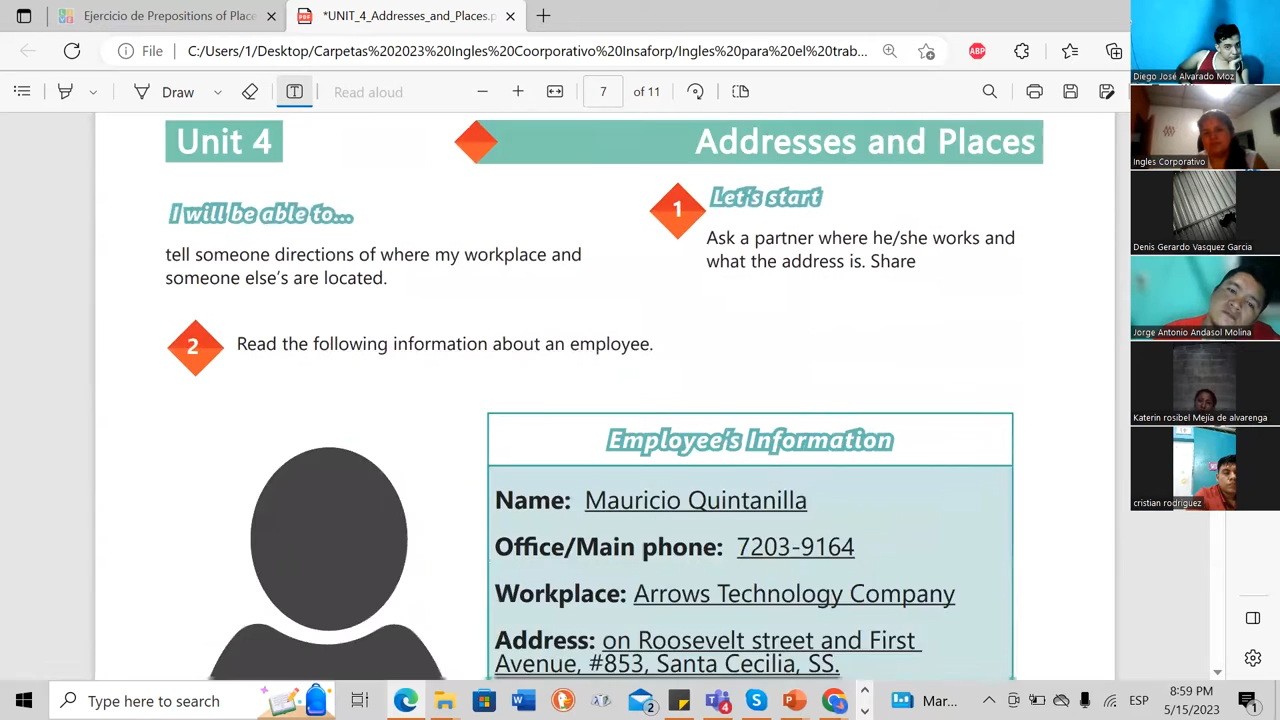 Ejercicio de Prepositions of Place
*UNIT_4_Addresses_and_Places.p
File
C:/Users/1/Desktop/Carpetas%202023%20Ingles%20Coorporativo%20Insaforp/Ingles%20para%20el%20trab...
ABP
Draw
Read aloud
7
of 11
Unit 4
Addresses and Places
I will be able to...
tell someone directions of where my workplace and
someone else's are located.
1
Let's start
Ask a partner where he/she works and
what the address is. Share
2
Read the following information about an employee.
Employee's Information
Name: Mauricio Quintanilla
Office/Main phone: 7203-9164
Workplace: Arrows Technology Company
Address: on Roosevelt street and First
Avenue, #853, Santa Cecilia, SS.
Diego José Alvarado Moz
Ingles Corporativo
Denis Gerardo Vasquez Garcia
Jorge Antonio Andasol Molina
Katerin rosibel Mejía de alvarenga
cristian rodriguez
Type here to search
2
4
Mar...
ESP
8:59 PM
5/15/2023
1